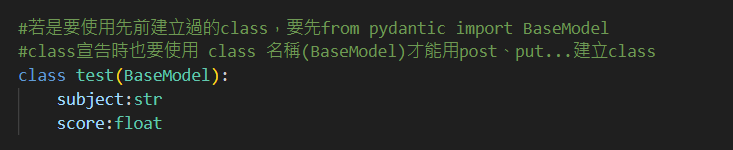 #若是要使用先前建立過的class，要先from pydantic import BaseModel
#class宣告時也要使用 class 名稱(BaseModel)才能用post、put...建立class
class test(BaseModel):
    subject:str
    score:float